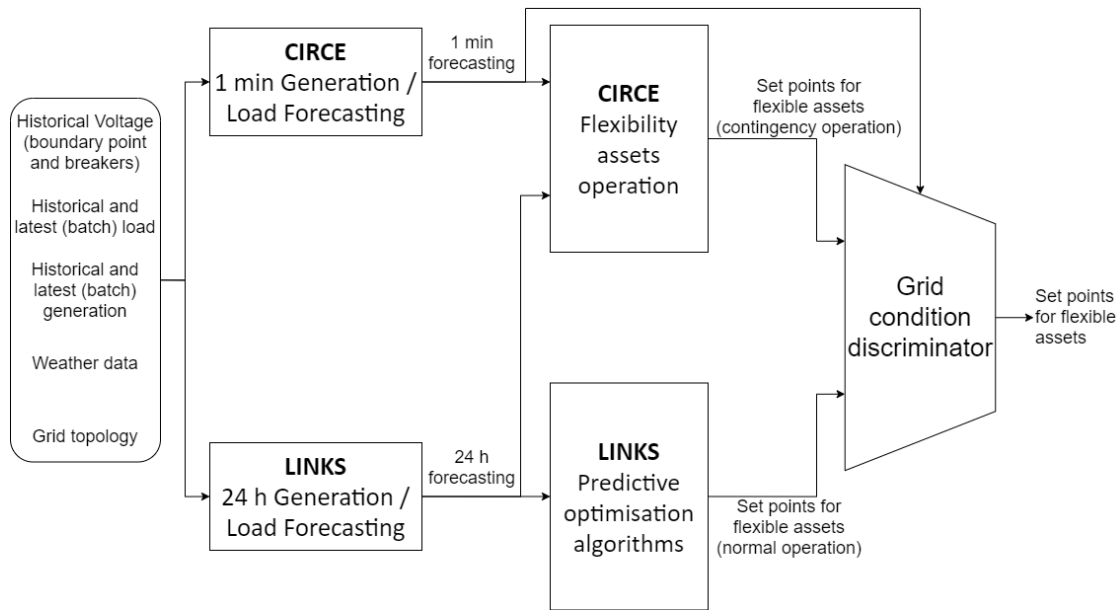 Historical Voltage
(boundary point
and breakers)
Historical and
latest (batch) load
Historical and
latest (batch)
generation
Weather data
Grid topology
CIRCE
1 min Generation /
Load Forecasting
1 min
forecasting
CIRCE
Flexibility
assets
operation
Set points for
flexible assets
(contingency operation)
LINKS
24 h Generation /
Load Forecasting
24 h
forecasting
LINKS
Predictive
optimisation
algorithms
Set points for
flexible assets
(normal operation)
Grid
condition
discriminator
Set points
for flexible
assets